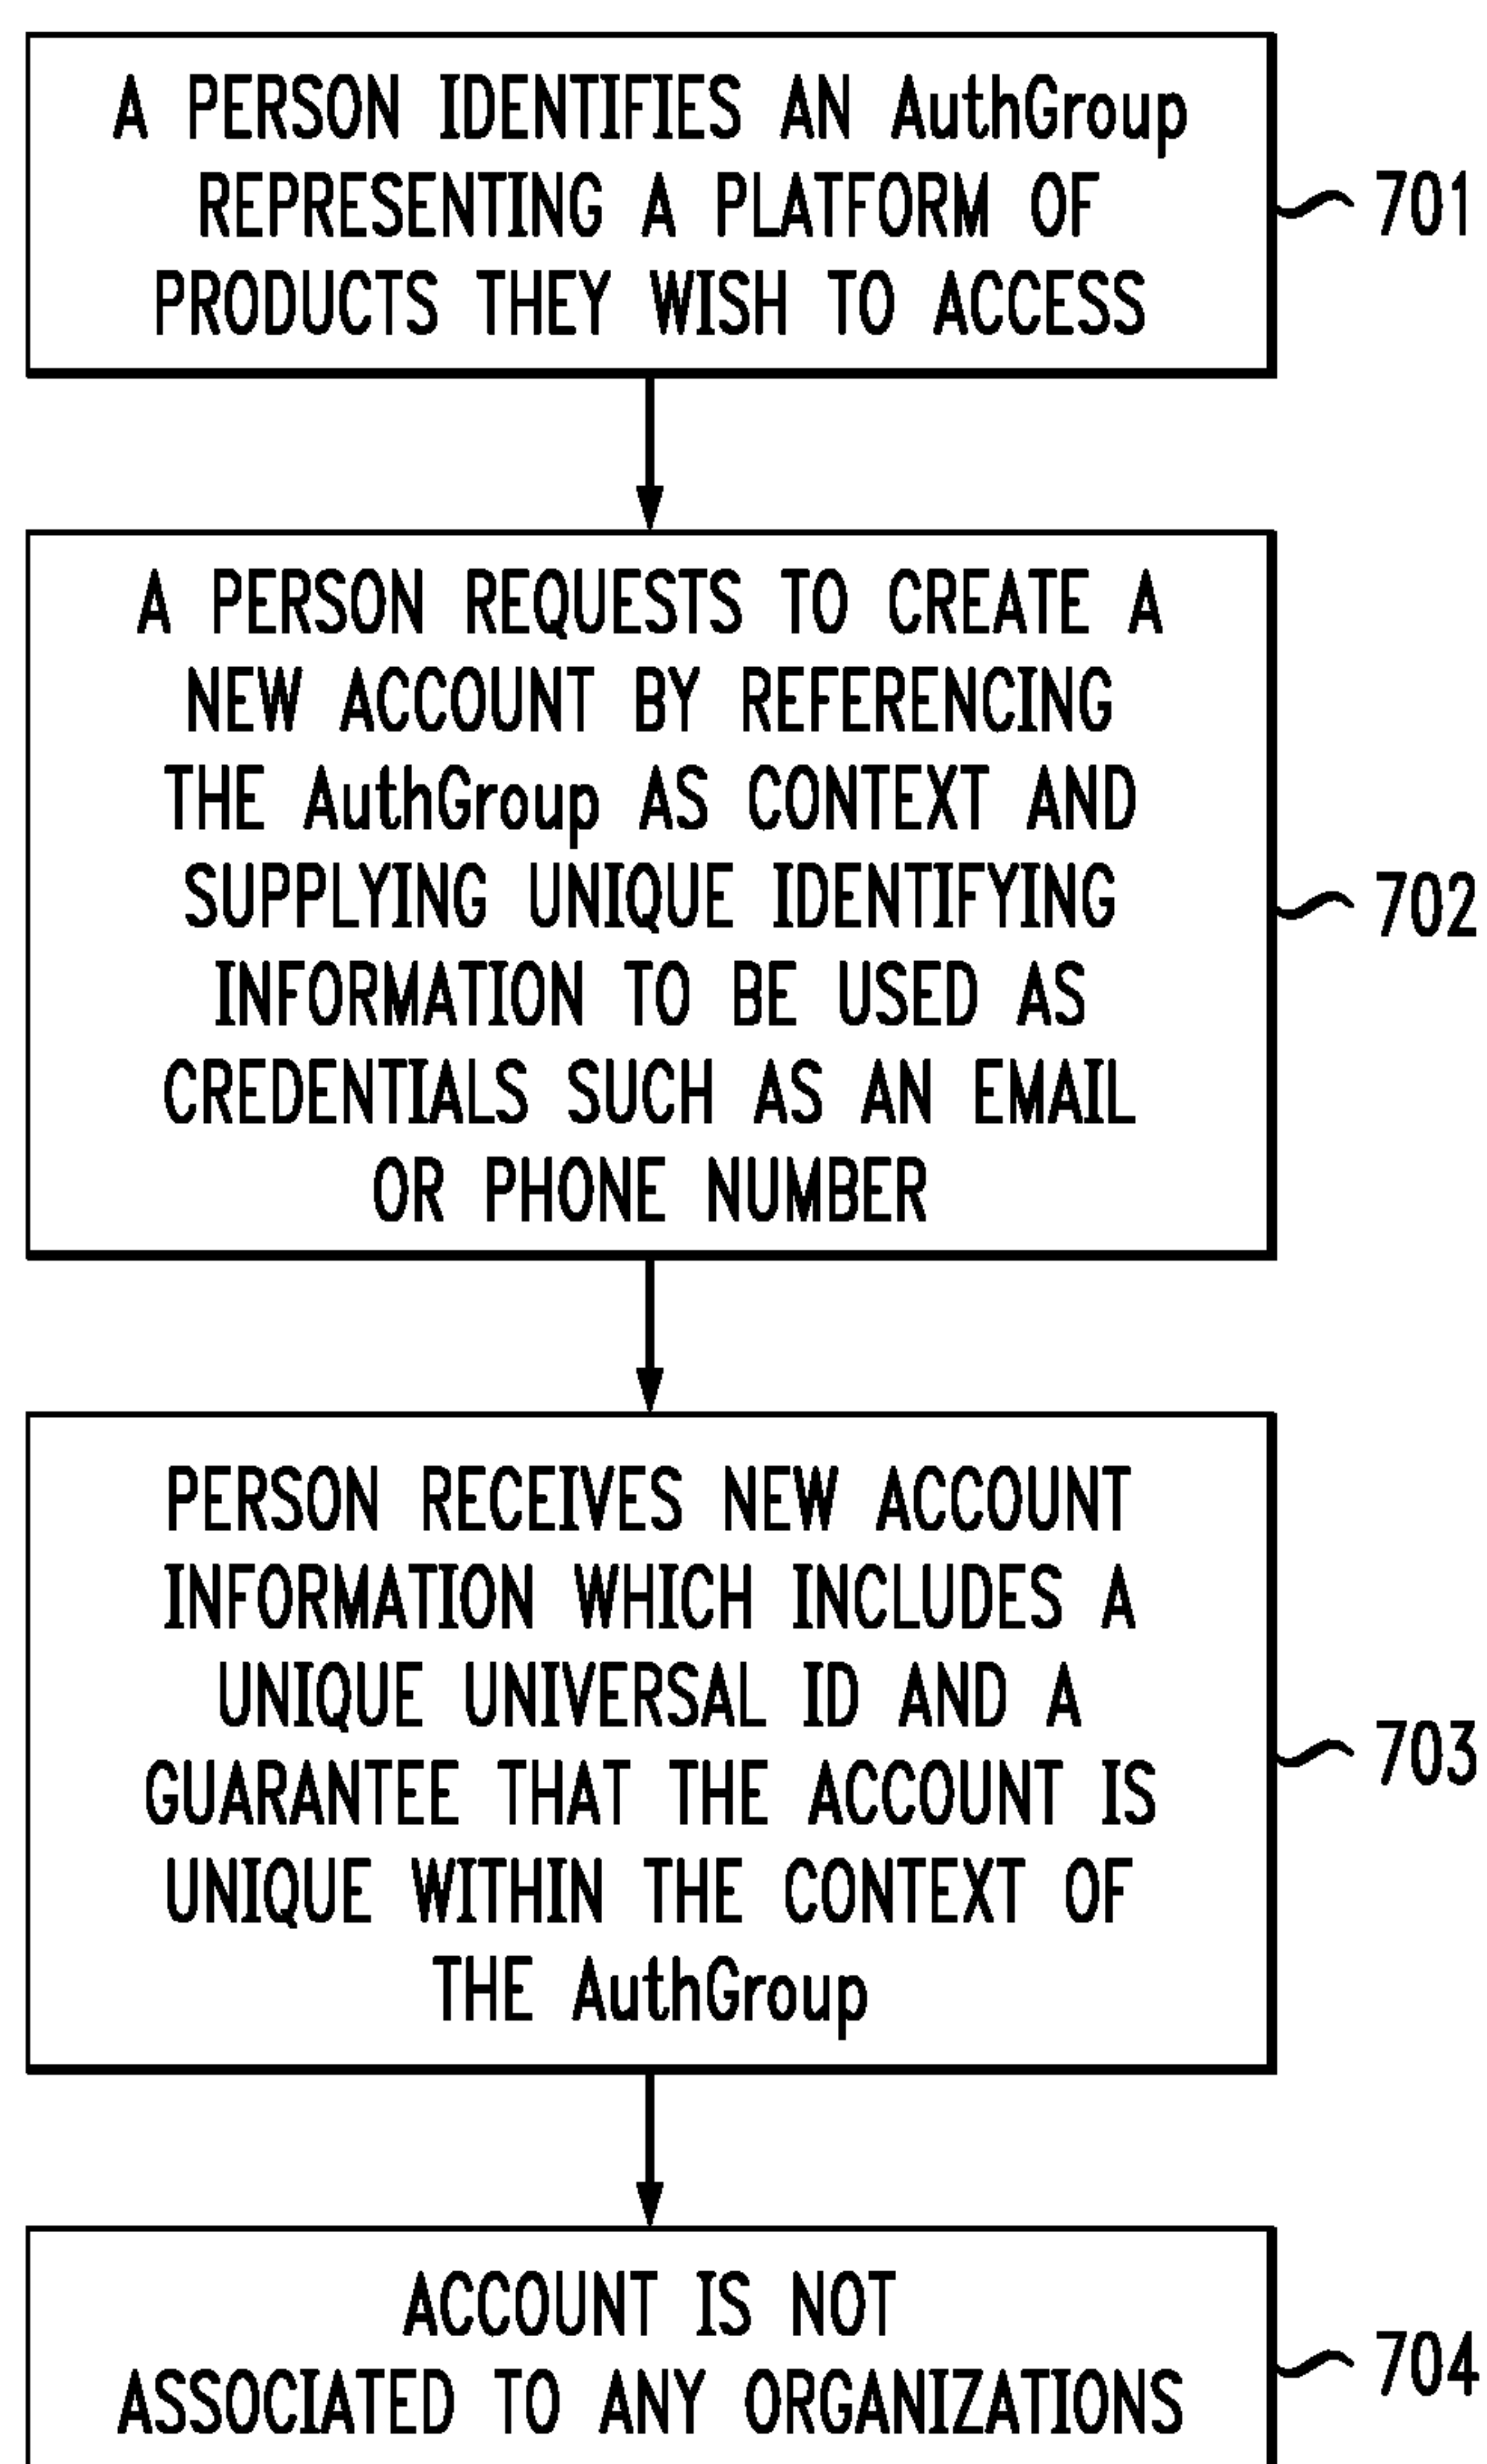 A PERSON IDENTIFIES AN AuthGroup
REPRESENTING A PLATFORM OF
PRODUCTS THEY WISH TO ACCESS
701
A PERSON REQUESTS TO CREATE A
NEW ACCOUNT BY REFERENCING
THE AuthGroup AS CONTEXT AND
SUPPLYING UNIQUE IDENTIFYING
INFORMATION TO BE USED AS
CREDENTIALS SUCH AS AN EMAIL
OR PHONE NUMBER
702
PERSON RECEIVES NEW ACCOUNT
INFORMATION WHICH INCLUDES A
UNIQUE UNIVERSAL ID AND A
GUARANTEE THAT THE ACCOUNT IS
UNIQUE WITHIN THE CONTEXT OF
THE AuthGroup
703
ACCOUNT IS NOT
ASSOCIATED TO ANY ORGANIZATIONS
704